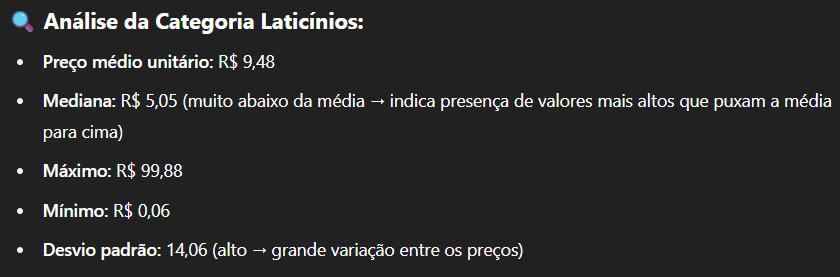 🔍 Análise da Categoria Laticínios:
• Preço médio unitário: R$ 9,48
• Mediana: R$ 5,05 (muito abaixo da média → indica presença de valores mais altos que puxam a média
para cima)
• Máximo: R$ 99,88
• Mínimo: R$ 0,06
• Desvio padrão: 14,06 (alto → grande variação entre os preços)